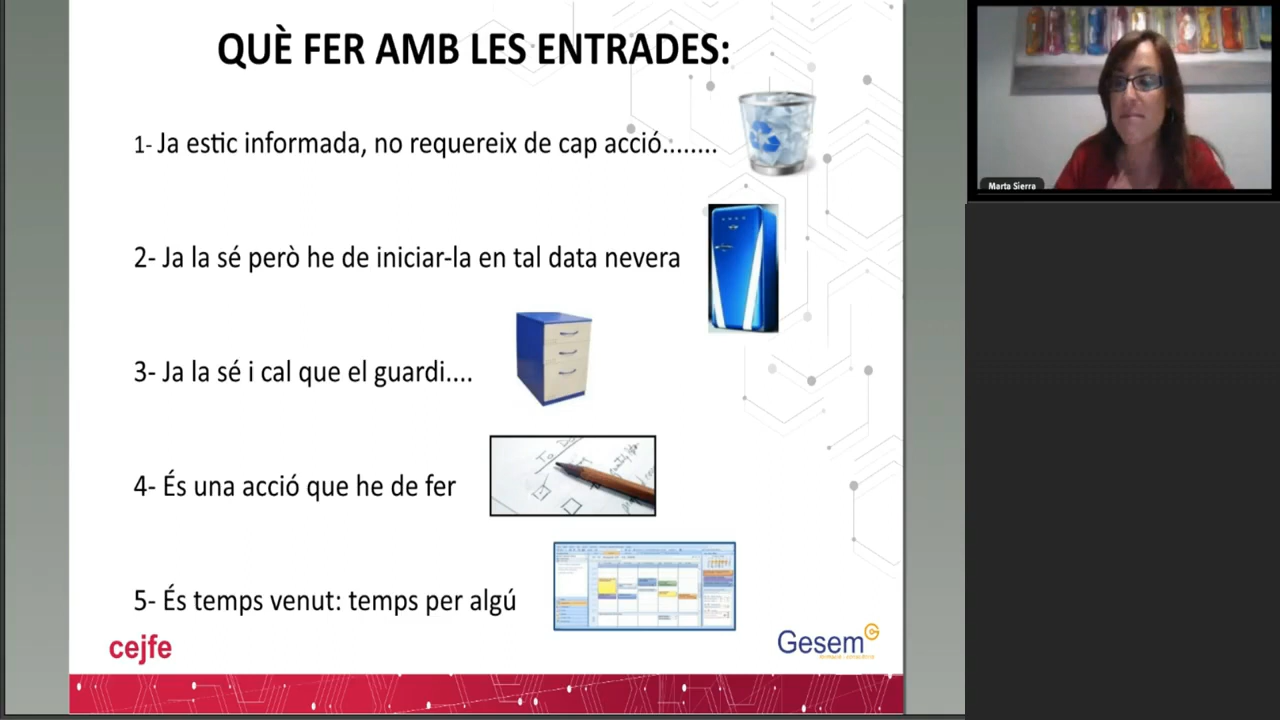 QUÈ FER AMB LES ENTRADES:
1- Ja estic informada, no requereix de cap acció........
2- Ja la sé però he de iniciar-la en tal data nevera
3- Ja la sé i cal que el guardi....
4- És una acció que he de fer
To Do
5- És temps venut: temps per algú
cejfe
Gesem
Marta Sierra